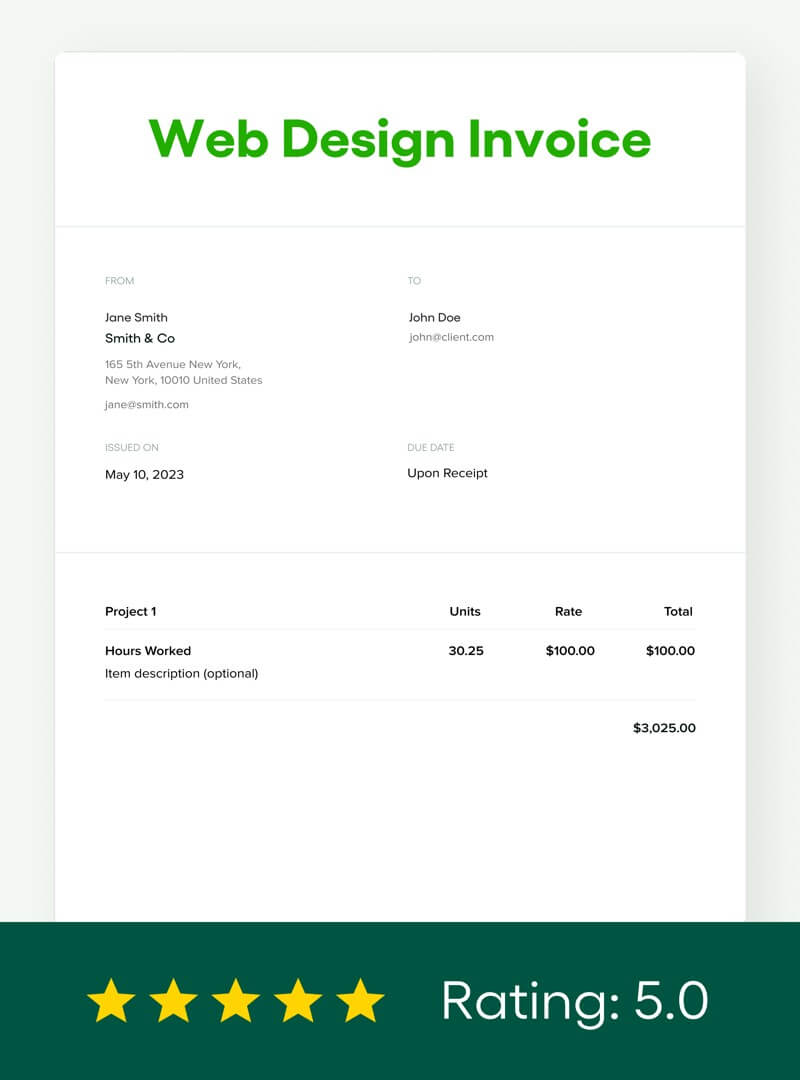 Web Design Invoice
FROM
TO
Jane Smith
John Doe
Smith & Co
john@client.com
165 5th Avenue New York,
New York, 10010 United States
jane@smith.com
ISSUED ON
DUE DATE
May 10, 2023
Upon Receipt
Project 1 Units Rate Total
Hours Worked 30.25 $100.00 $100.00
Item description (optional)
$3,025.00
Rating: 5.0